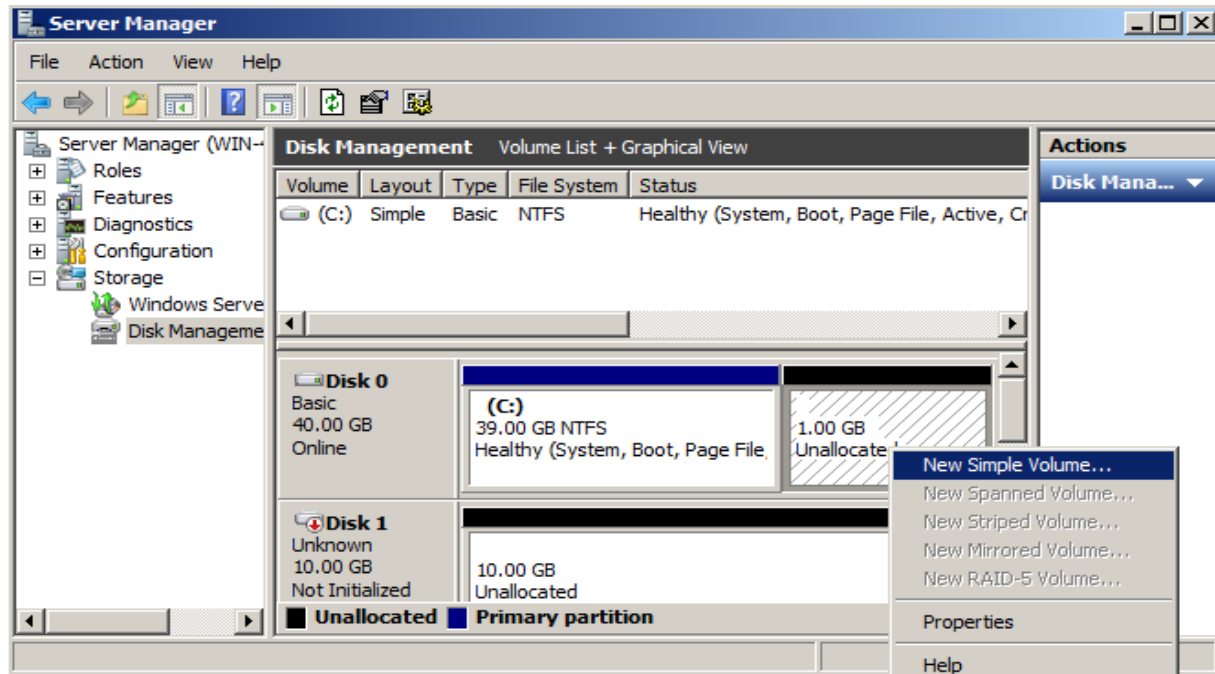 Server Manager
File Action View Help
Server Manager (WIN-
Roles
Features
Diagnostics
Configuration
Storage
Windows Serve
Disk Manageme
Disk Management Volume List + Graphical View
Volume Layout Type File System Status
(C:) Simple Basic NTFS Healthy (System, Boot, Page File, Active, Cr
Disk 0
Basic
40.00 GB
Online
(C:)
39.00 GB NTFS
Healthy (System, Boot, Page File,
1.00 GB
Unallocate
Disk 1
Unknown
10.00 GB
Not Initialized
10.00 GB
Unallocated
Unallocated Primary partition
Actions
Disk Mana...
New Simple Volume...
New Spanned Volume...
New Striped Volume...
New Mirrored Volume...
New RAID-5 Volume...
Properties
Help